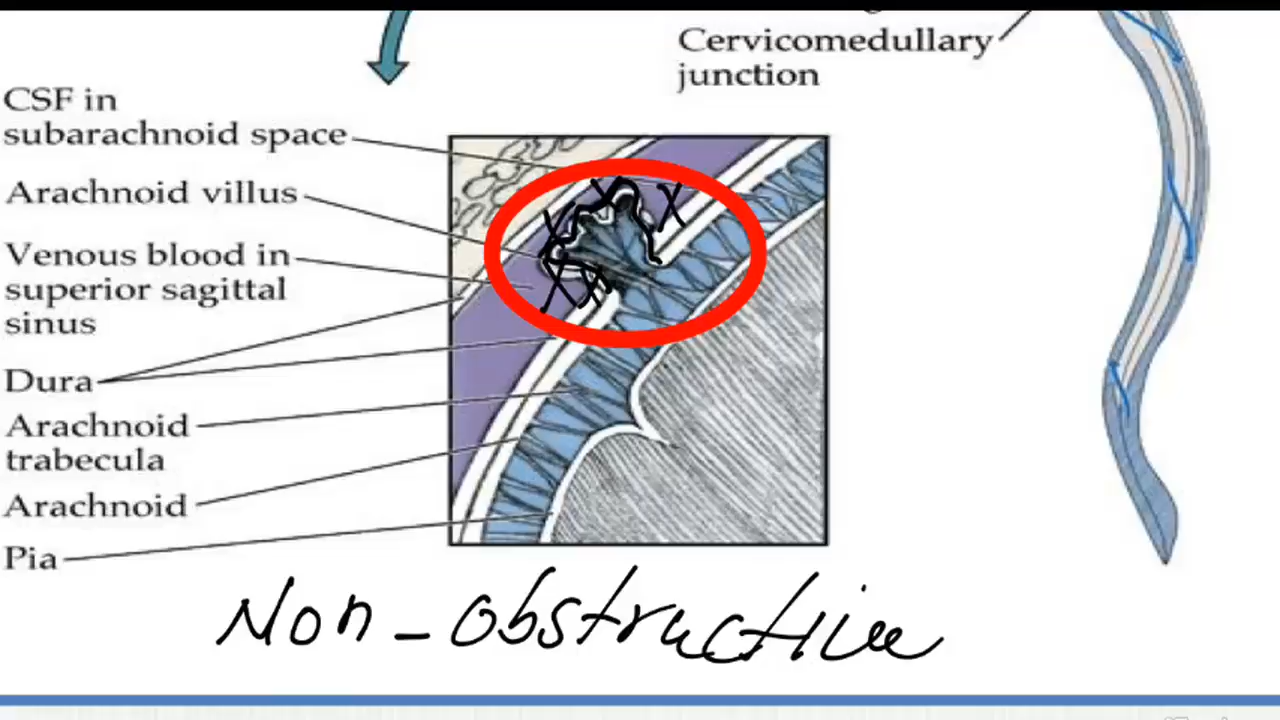 Cervicomedullary
junction
CSF in
subarachnoid space
Arachnoid villus
Venous blood in
superior sagittal
sinus
Dura
Arachnoid
trabecula
Arachnoid
Pia
X
X
X
X
X
Non-obstructive